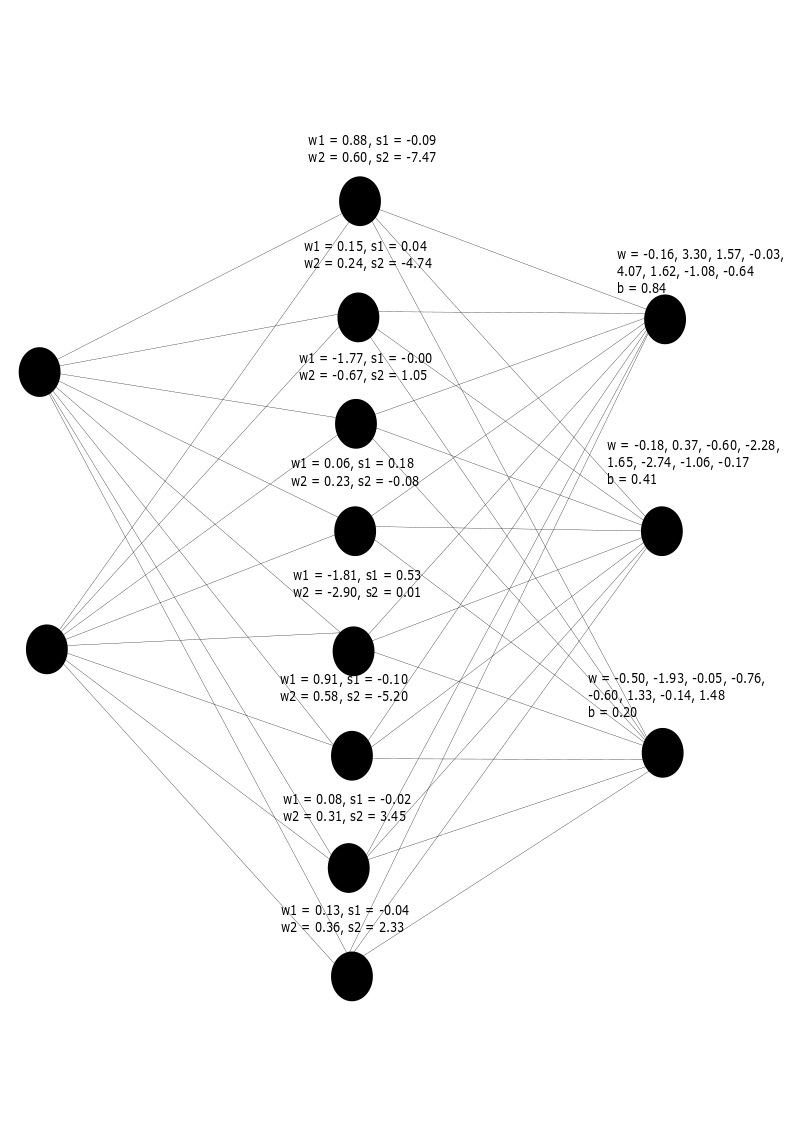 w1 = 0.88, s1 = -0.09
w2 = 0.60, s2 = -7.47
w1 = 0.15, s1 = 0.04
w2 = 0.24, s2 = -4.74
w = -0.16, 3.30, 1.57, -0.03,
4.07, 1.62, -1.08, -0.64
b = 0.84
w1 = -1.77, s1 = -0.00
w2 = -0.67, s2 = 1.05
w = -0.18, 0.37, -0.60, -2.28,
1.65, -2.74, -1.06, -0.17
b = 0.41
w1 = 0.06, s1 = 0.18
w2 = 0.23, s2 = -0.08
w1 = -1.81, s1 = 0.53
w2 = -2.90, s2 = 0.01
w1 = 0.91, s1 = -0.10
w2 = 0.58, s2 = -5.20
w = -0.50, -1.93, -0.05, -0.76,
-0.60, 1.33, -0.14, 1.48
b = 0.20
w1 = 0.08, s1 = -0.02
w2 = 0.31, s2 = 3.45
w1 = 0.13, s1 = -0.04
w2 = 0.36, s2 = 2.33